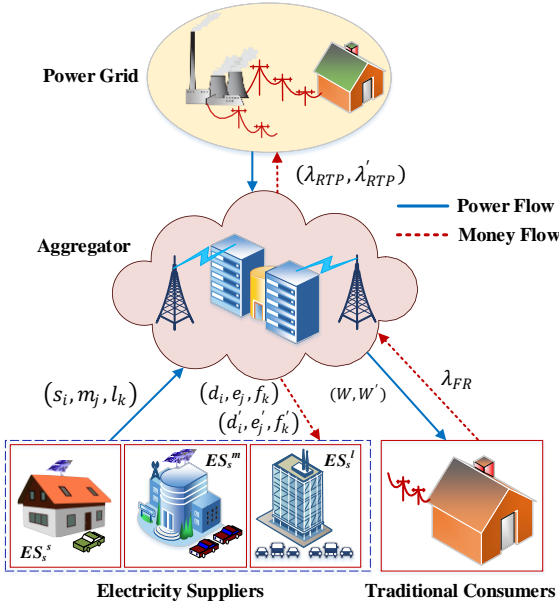 Power Grid
(λ_RTP, λ'_RTP)
Power Flow
Money Flow
Aggregator
(s_i, m_j, l_k)
(d_i, e_j, f_k)
(d'_i, e'_j, f'_k)
(W, W')
λ_FR
ES_s^s
ES_s^m
ES_s^l
Electricity Suppliers
Traditional Consumers